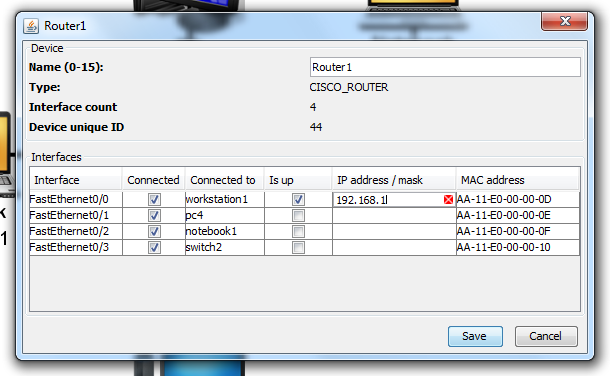 Router1
Device
Name (0-15): Router1
Type: CISCO_ROUTER
Interface count 4
Device unique ID 44
Interfaces
Interface Connected Connected to Is up IP address / mask MAC address
FastEthernet0/0 workstation1 192.168.1 AA-11-E0-00-00-0D
FastEthernet0/1 pc4 AA-11-E0-00-00-0E
FastEthernet0/2 notebook1 AA-11-E0-00-00-0F
FastEthernet0/3 switch2 AA-11-E0-00-00-10
Save Cancel
k
1